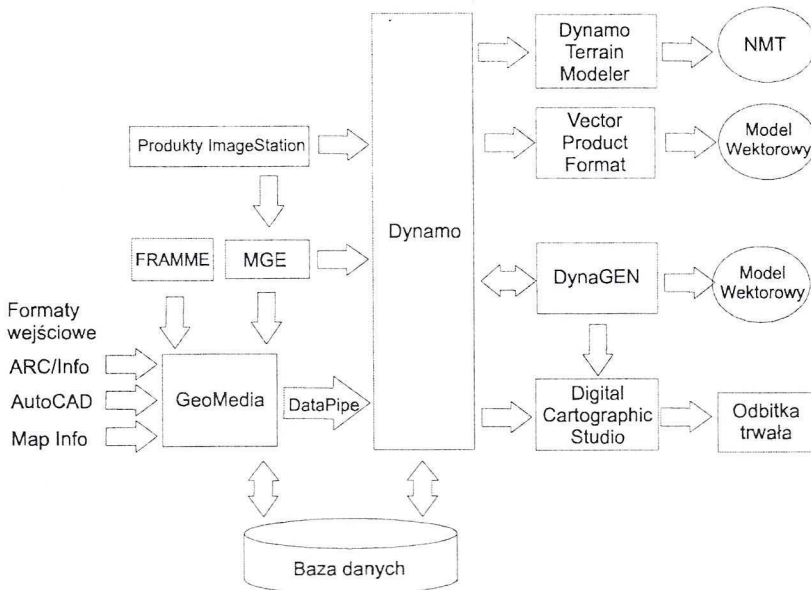 Dynamo
Terrain
Modeler
NMT
Produkty ImageStation
Vector
Product
Format
Model
Wektorowy
Dynamo
FRAMME
MGE
DynaGEN
Model
Wektorowy
Formaty
wejściowe
ARC/Info
AutoCAD
Map Info
GeoMedia
DataPipe
Digital
Cartographic
Studio
Odbitka
trwała
Baza danych